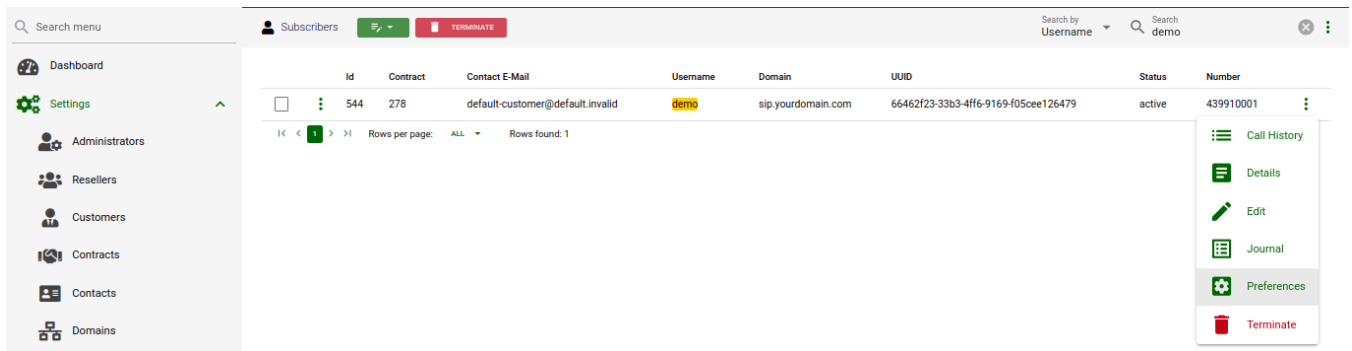 Search menu
Dashboard
Settings
Administrators
Resellers
Customers
Contracts
Contacts
Domains
Subscribers TERMINATE Search by Username Search demo
Id Contract Contact E-Mail Username Domain UUID Status Number
544 278 default-customer@default.invalid demo sip.yourdomain.com 66462f23-33b3-4ff6-9169-f05cee126479 active 439910001
1 Rows per page: ALL Rows found: 1
Call History
Details
Edit
Journal
Preferences
Terminate